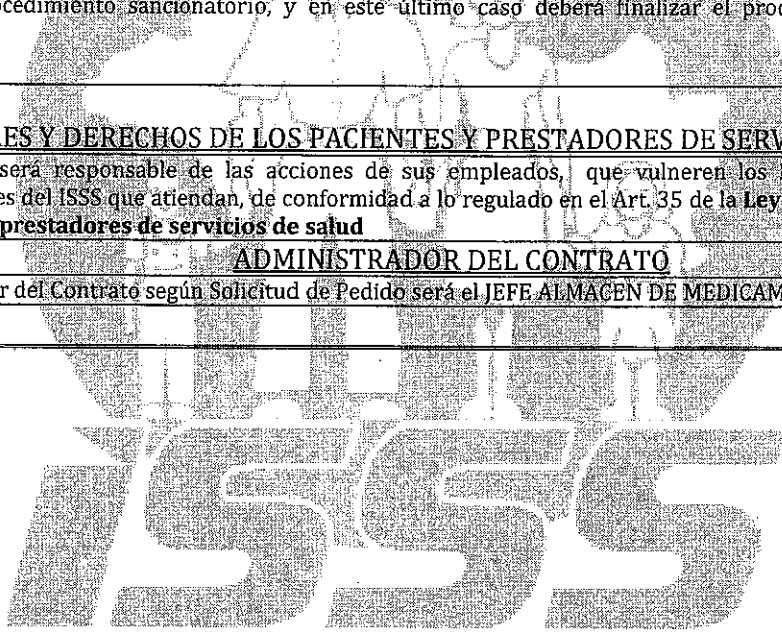 ocedimiento sancionatorio, y en este último caso deberá finalizar el proc
ES Y DERECHOS DE LOS PACIENTES Y PRESTADORES DE SERV
será responsable de las acciones de sus empleados, que vulneren los
es del ISSS que atiendan, de conformidad a lo regulado en el Art. 35 de la Ley
prestadores de servicios de salud
ADMINISTRADOR DEL CONTRATO
r del Contrato según Solicitud de Pedido será el JEFE ALMACEN DE MEDICAM
ISSS